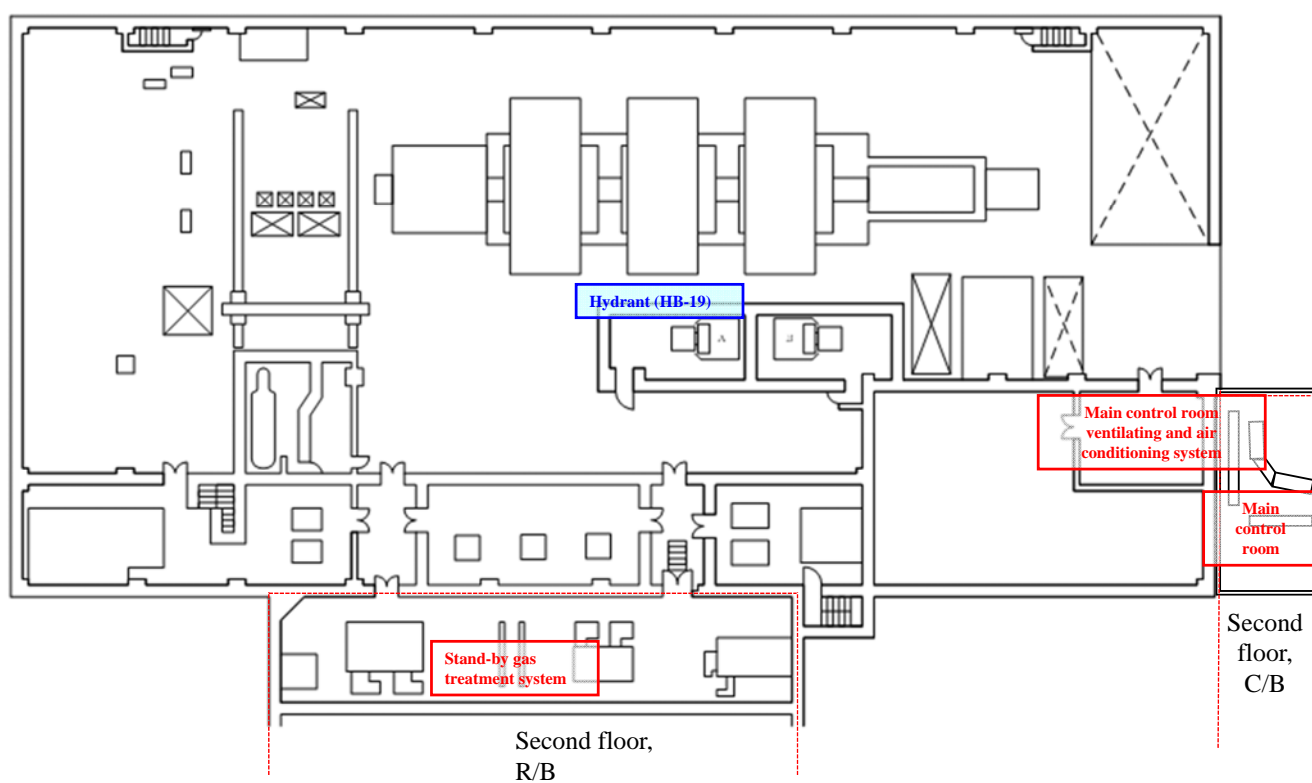 Hydrant (HB-19)
A
Main control room
ventilating and air
conditioning system
Main
control
room
Stand-by gas
treatment system
Second
floor,
C/B
Second floor,
R/B